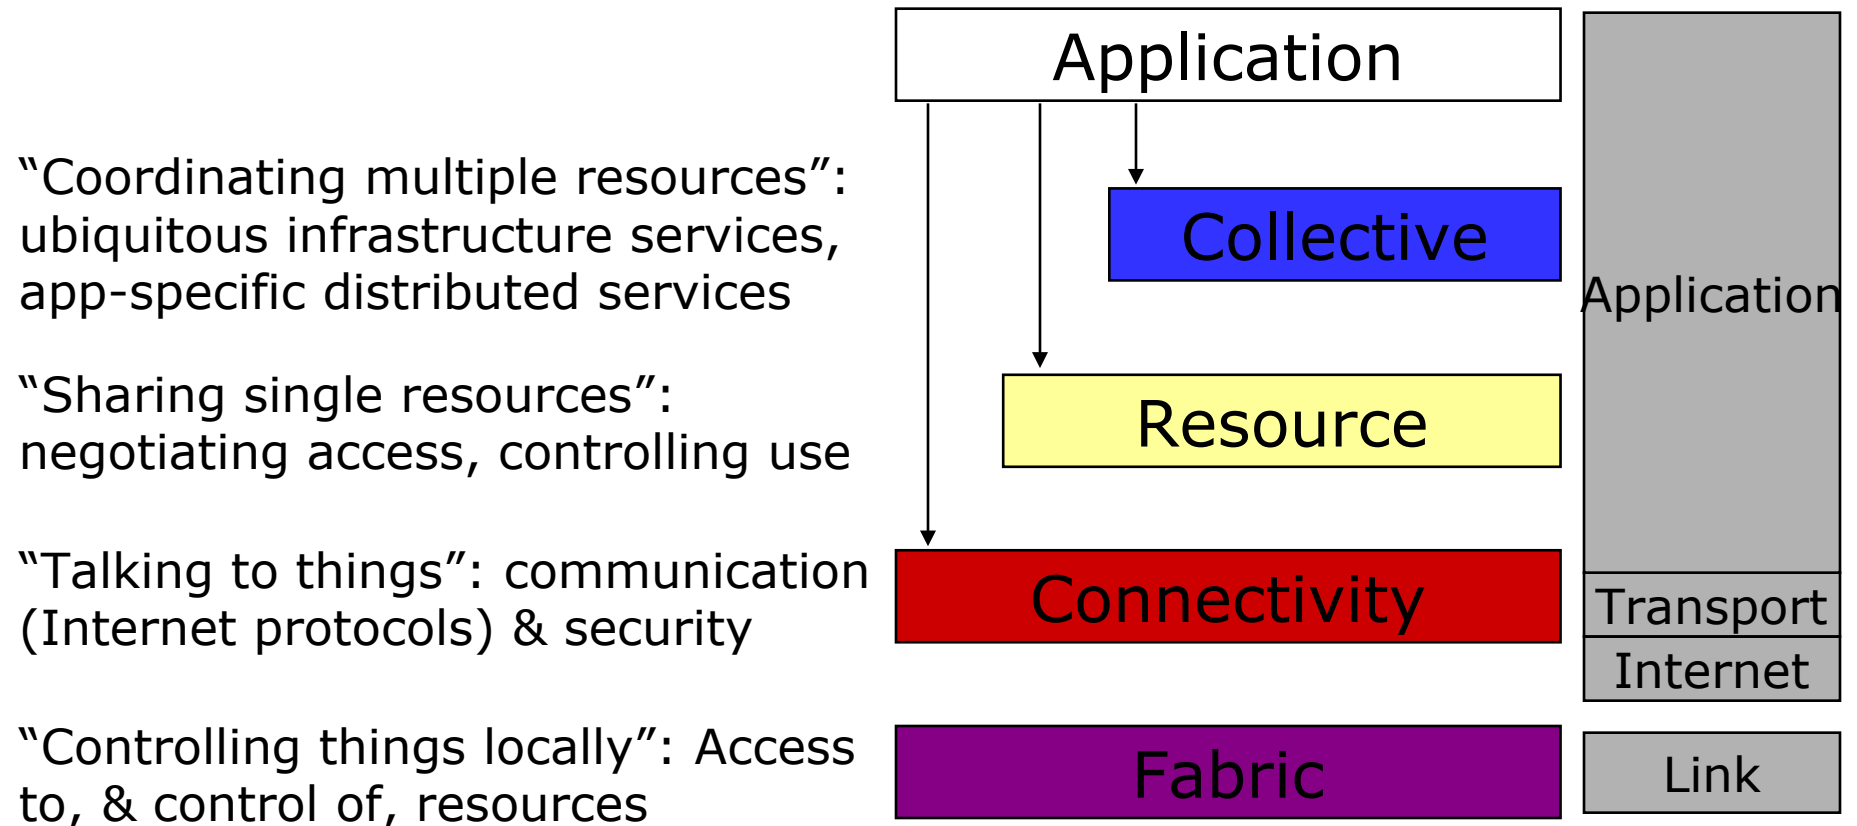 Application
“Coordinating multiple resources”:
ubiquitous infrastructure services,
app-specific distributed services
Collective
Application
“Sharing single resources”:
negotiating access, controlling use
Resource
“Talking to things”: communication
(Internet protocols) & security
Connectivity
Transport
Internet
“Controlling things locally”: Access
to, & control of, resources
Fabric
Link